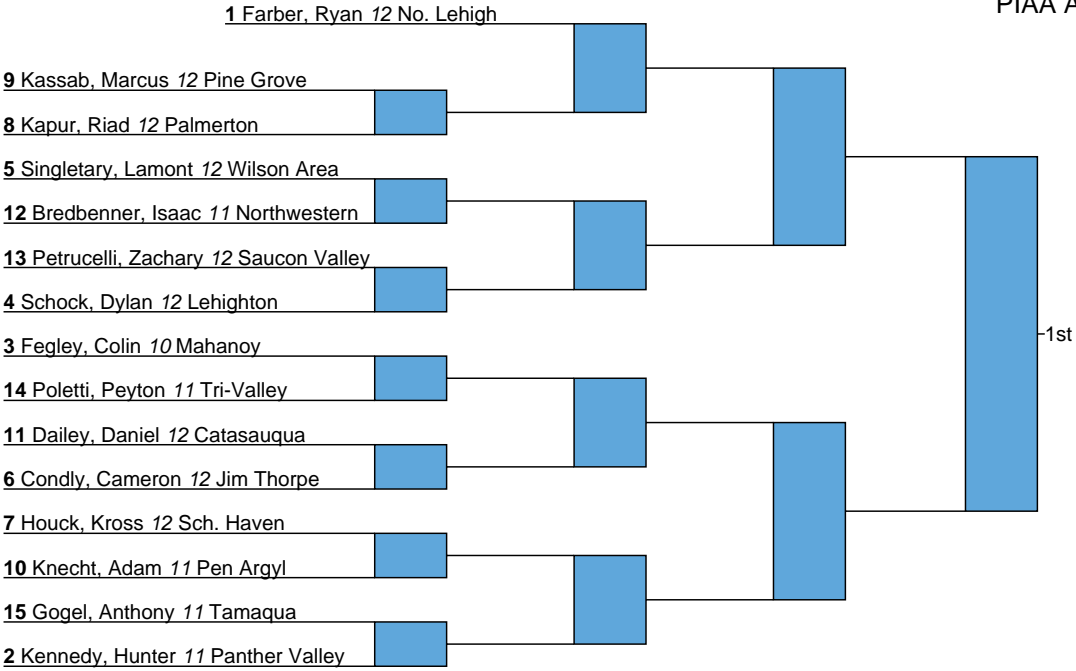 PIAA A
1 Farber, Ryan 12 No. Lehigh
9 Kassab, Marcus 12 Pine Grove
8 Kapur, Riad 12 Palmerton
5 Singletary, Lamont 12 Wilson Area
12 Bredbenner, Isaac 11 Northwestern
13 Petrucelli, Zachary 12 Saucon Valley
4 Schock, Dylan 12 Lehighton
3 Fegley, Colin 10 Mahanoy
1st
14 Poletti, Peyton 11 Tri-Valley
11 Dailey, Daniel 12 Catasauqua
6 Condly, Cameron 12 Jim Thorpe
7 Houck, Kross 12 Sch. Haven
10 Knecht, Adam 11 Pen Argyl
15 Gogel, Anthony 11 Tamaqua
2 Kennedy, Hunter 11 Panther Valley